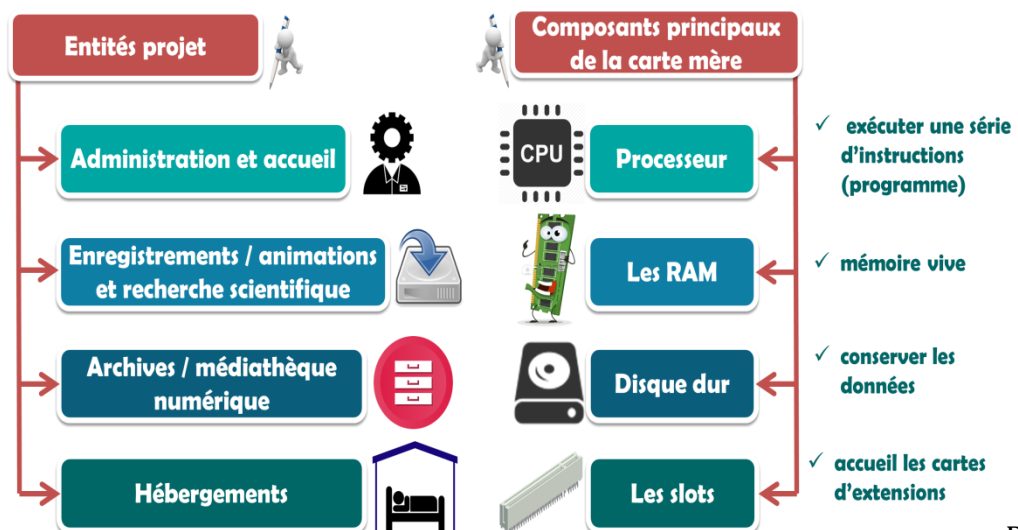 Entités projet
Administration et accueil
Enregistrements / animations
et recherche scientifique
Archives / médiathèque
numérique
Hébergements
Composants principaux
de la carte mère
CPU
Processeur
✓ exécuter une série
d’instructions
(programme)
Les RAM
✓ mémoire vive
Disque dur
✓ conserver les
données
Les slots
✓ accueil les cartes
d’extensions